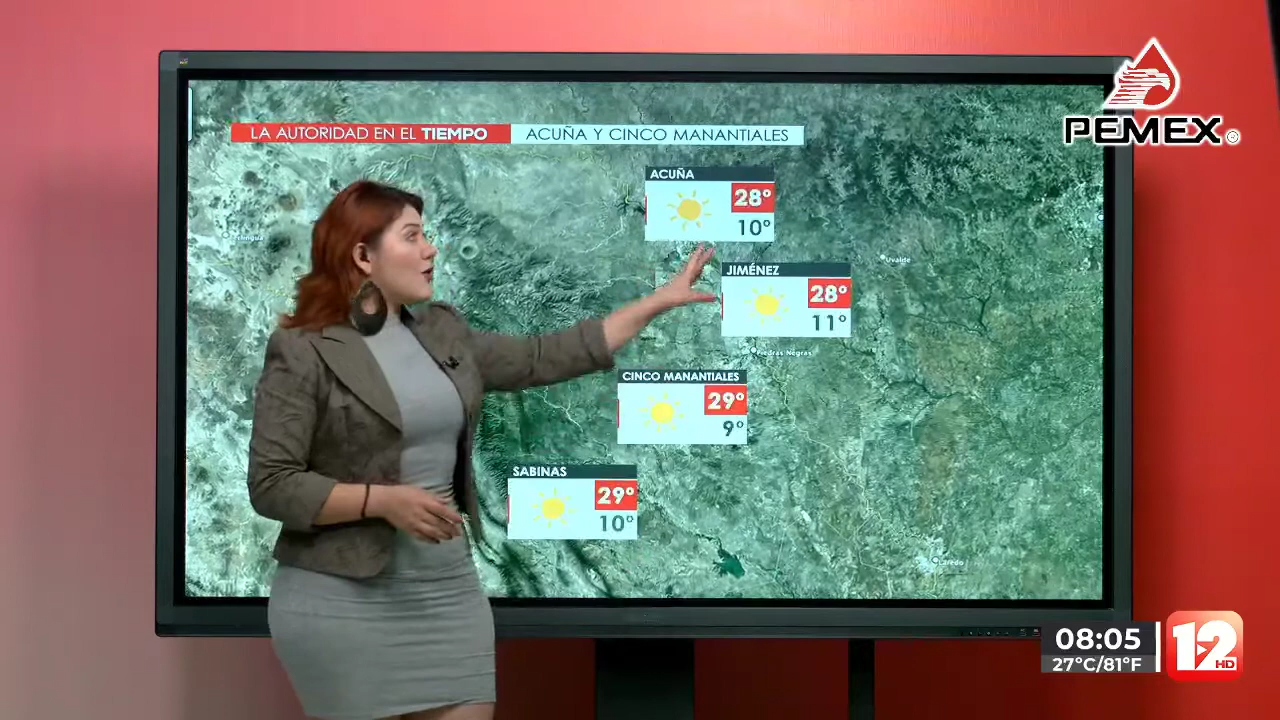 PEMEX
LA AUTORIDAD EN EL TIEMPO ACUÑA Y CINCO MANANTIALES
ACUÑA
28°
10°
Uvalde
JIMÉNEZ
28°
11°
Piedras Negras
CINCO MANANTIALES
29°
9°
SABINAS
29°
10°
Laredo
08:05
27°C/81°F
12
HD